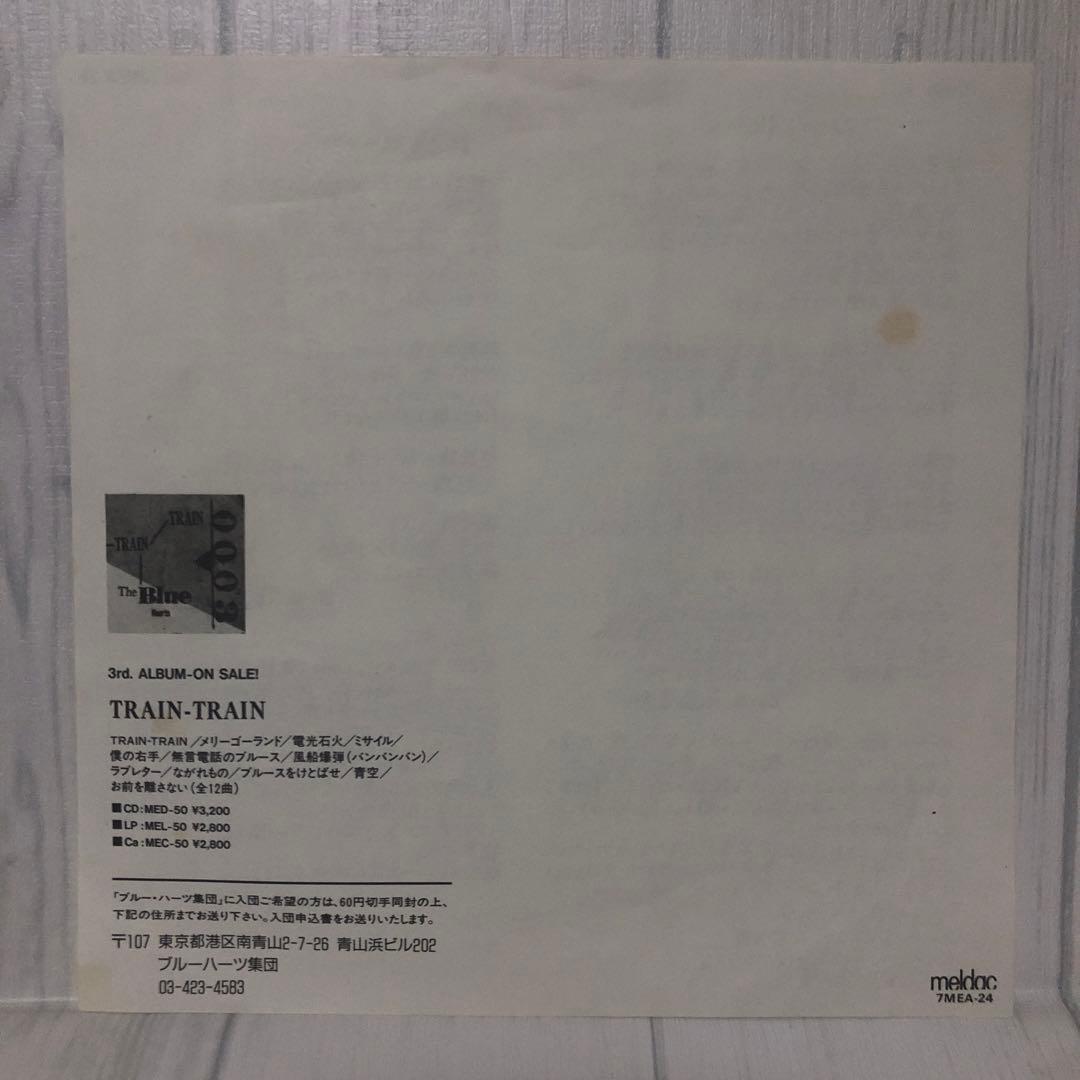 TRAIN
TRAIN
The Blue
Hearts
0003
3rd. ALBUM-ON SALE!
TRAIN-TRAIN
TRAIN-TRAIN/メリーゴーランド/電光石火/ミサイル/
僕の右手/無言電話のブルース/風船爆弾(バンバンバン)/
ラブレター/ながれもの/ブルースをけとばせ/青空/
お前を離さない(全12曲)
■CD:MED-50 ¥3,200
■LP:MEL-50 ¥2,800
■Ca:MEC-50 ¥2,800
「ブルー・ハーツ集団」に入団ご希望の方は、60円切手同封の上、
下記の住所までお送り下さい。入団申込書をお送りいたします。
〒107 東京都港区南青山2-7-26 青山浜ビル202
ブルーハーツ集団
03-423-4583
meldac
7MEA-24